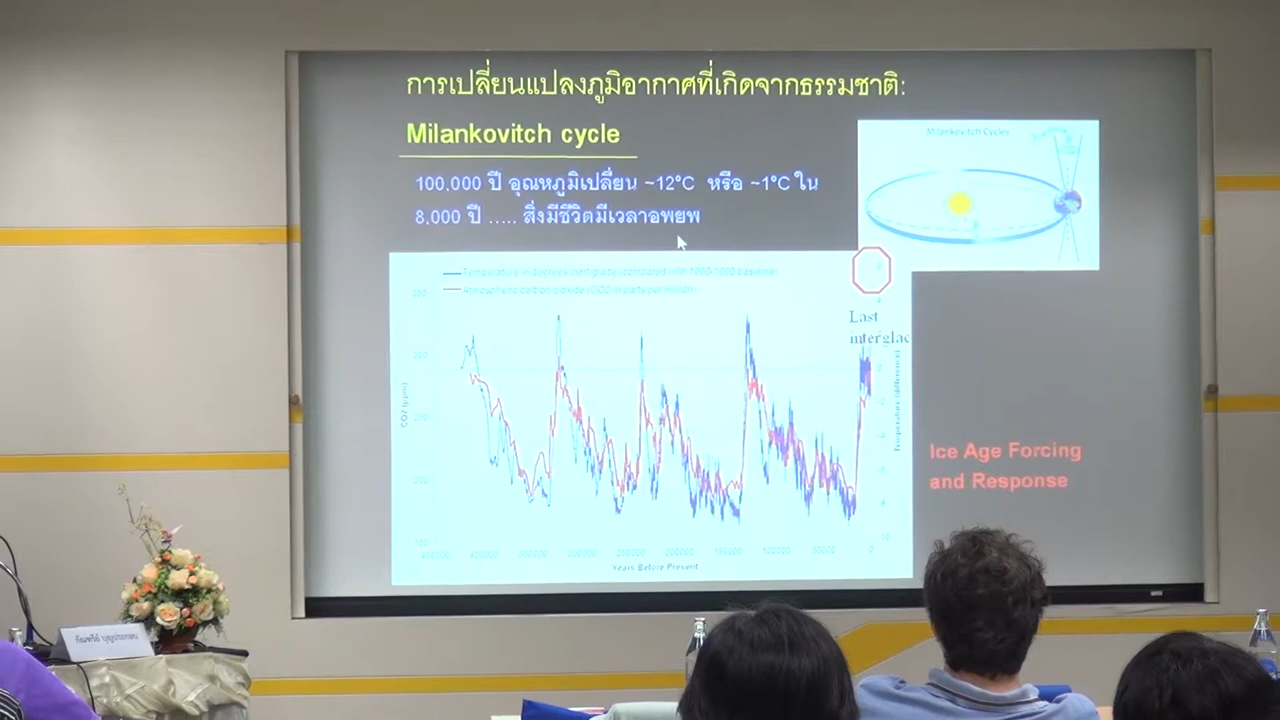 การเปลี่ยนแปลงภูมิอากาศที่เกิดจากธรรมชาติ:
Milankovitch cycle
100,000 ปี อุณหภูมิเปลี่ยน ~12°C หรือ ~1°C ใน
8,000 ปี ..... สิ่งมีชีวิตมีเวลาอพยพ
Milankovitch Cycles
Temperature in degrees centigrade (compared with 1960-1990 baseline)
Atmospheric carbon dioxide (CO2 in parts per million)
Last
interglac
CO2 (ppm)
Temperature (difference)
Years Before Present
Ice Age Forcing
and Response